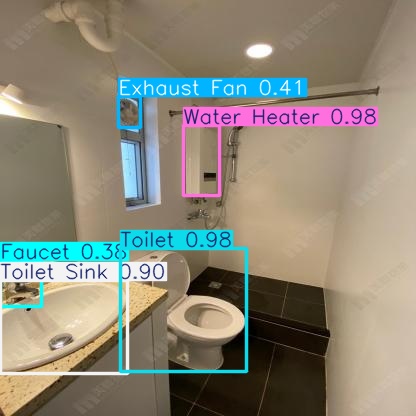 Exhaust Fan 0.41
Water Heater 0.98
Toilet 0.98
Faucet 0.38
Toilet Sink 0.90